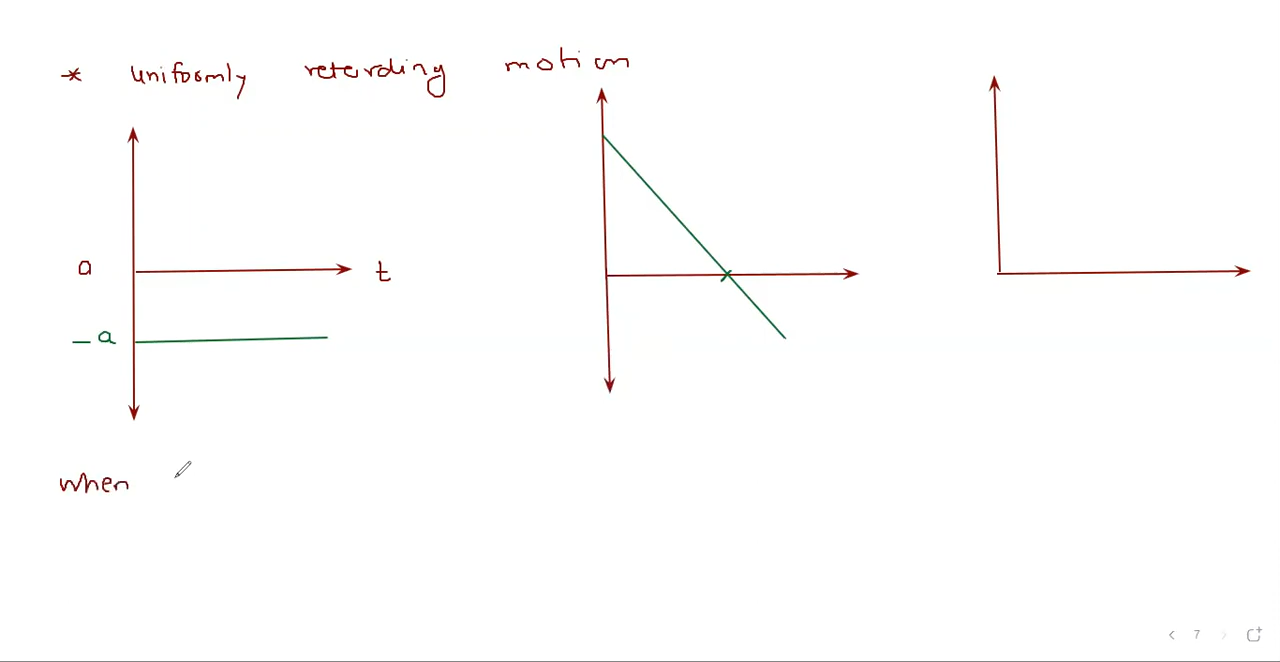 * uniformly retarding motion
a
t
-a
when
< 7 >